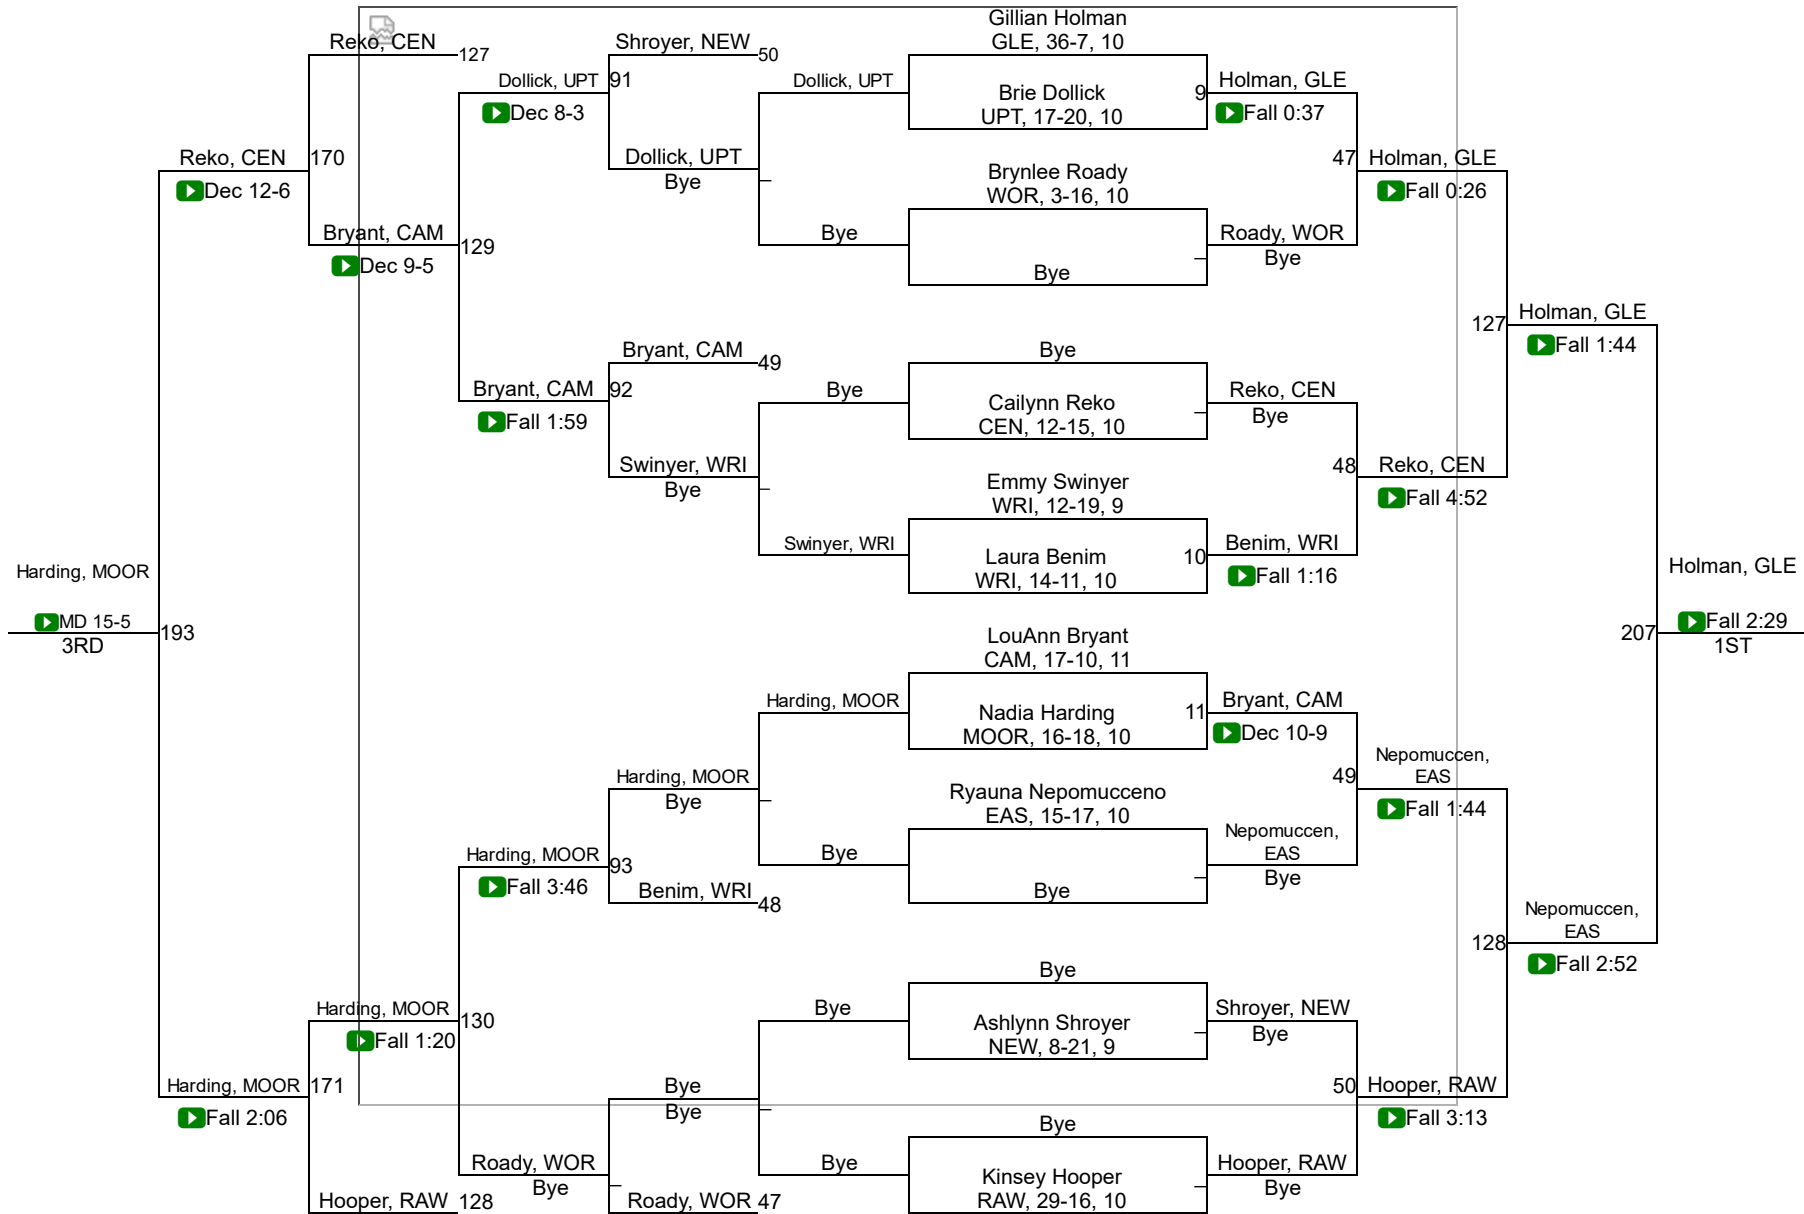 Gillian Holman
GLE, 36-7, 10
Reko, CEN
127
Shroyer, NEW
50
Dollick, UPT
91
Dec 8-3
Dollick, UPT
Brie Dollick
UPT, 17-20, 10
9
Holman, GLE
Fall 0:37
Reko, CEN
170
Dec 12-6
Dollick, UPT
Bye
Brynlee Roady
WOR, 3-16, 10
47
Holman, GLE
Fall 0:26
Bryant, CAM
129
Dec 9-5
Bye
Bye
Roady, WOR
Bye
127
Holman, GLE
Fall 1:44
Bryant, CAM
49
Bye
Bryant, CAM
92
Fall 1:59
Bye
Cailynn Reko
CEN, 12-15, 10
Reko, CEN
Bye
Swinyer, WRI
Bye
Emmy Swinyer
WRI, 12-19, 9
48
Reko, CEN
Fall 4:52
Swinyer, WRI
Laura Benim
WRI, 14-11, 10
10
Benim, WRI
Fall 1:16
Harding, MOOR
MD 15-5
3RD
193
Holman, GLE
207
Fall 2:29
1ST
LouAnn Bryant
CAM, 17-10, 11
Harding, MOOR
Nadia Harding
MOOR, 16-18, 10
11
Bryant, CAM
Dec 10-9
Harding, MOOR
Bye
Ryauna Nepomucceno
EAS, 15-17, 10
49
Nepomuccen,
EAS
Fall 1:44
Harding, MOOR
93
Fall 3:46
Bye
Bye
Nepomuccen,
EAS
Bye
Benim, WRI
48
128
Nepomuccen,
EAS
Fall 2:52
Bye
Harding, MOOR
130
Fall 1:20
Bye
Ashlynn Shroyer
NEW, 8-21, 9
Shroyer, NEW
Bye
Harding, MOOR
171
Fall 2:06
Bye
Bye
50
Hooper, RAW
Fall 3:13
Bye
Roady, WOR
Bye
Bye
Kinsey Hooper
RAW, 29-16, 10
Hooper, RAW
Bye
Hooper, RAW
128
Roady, WOR
47